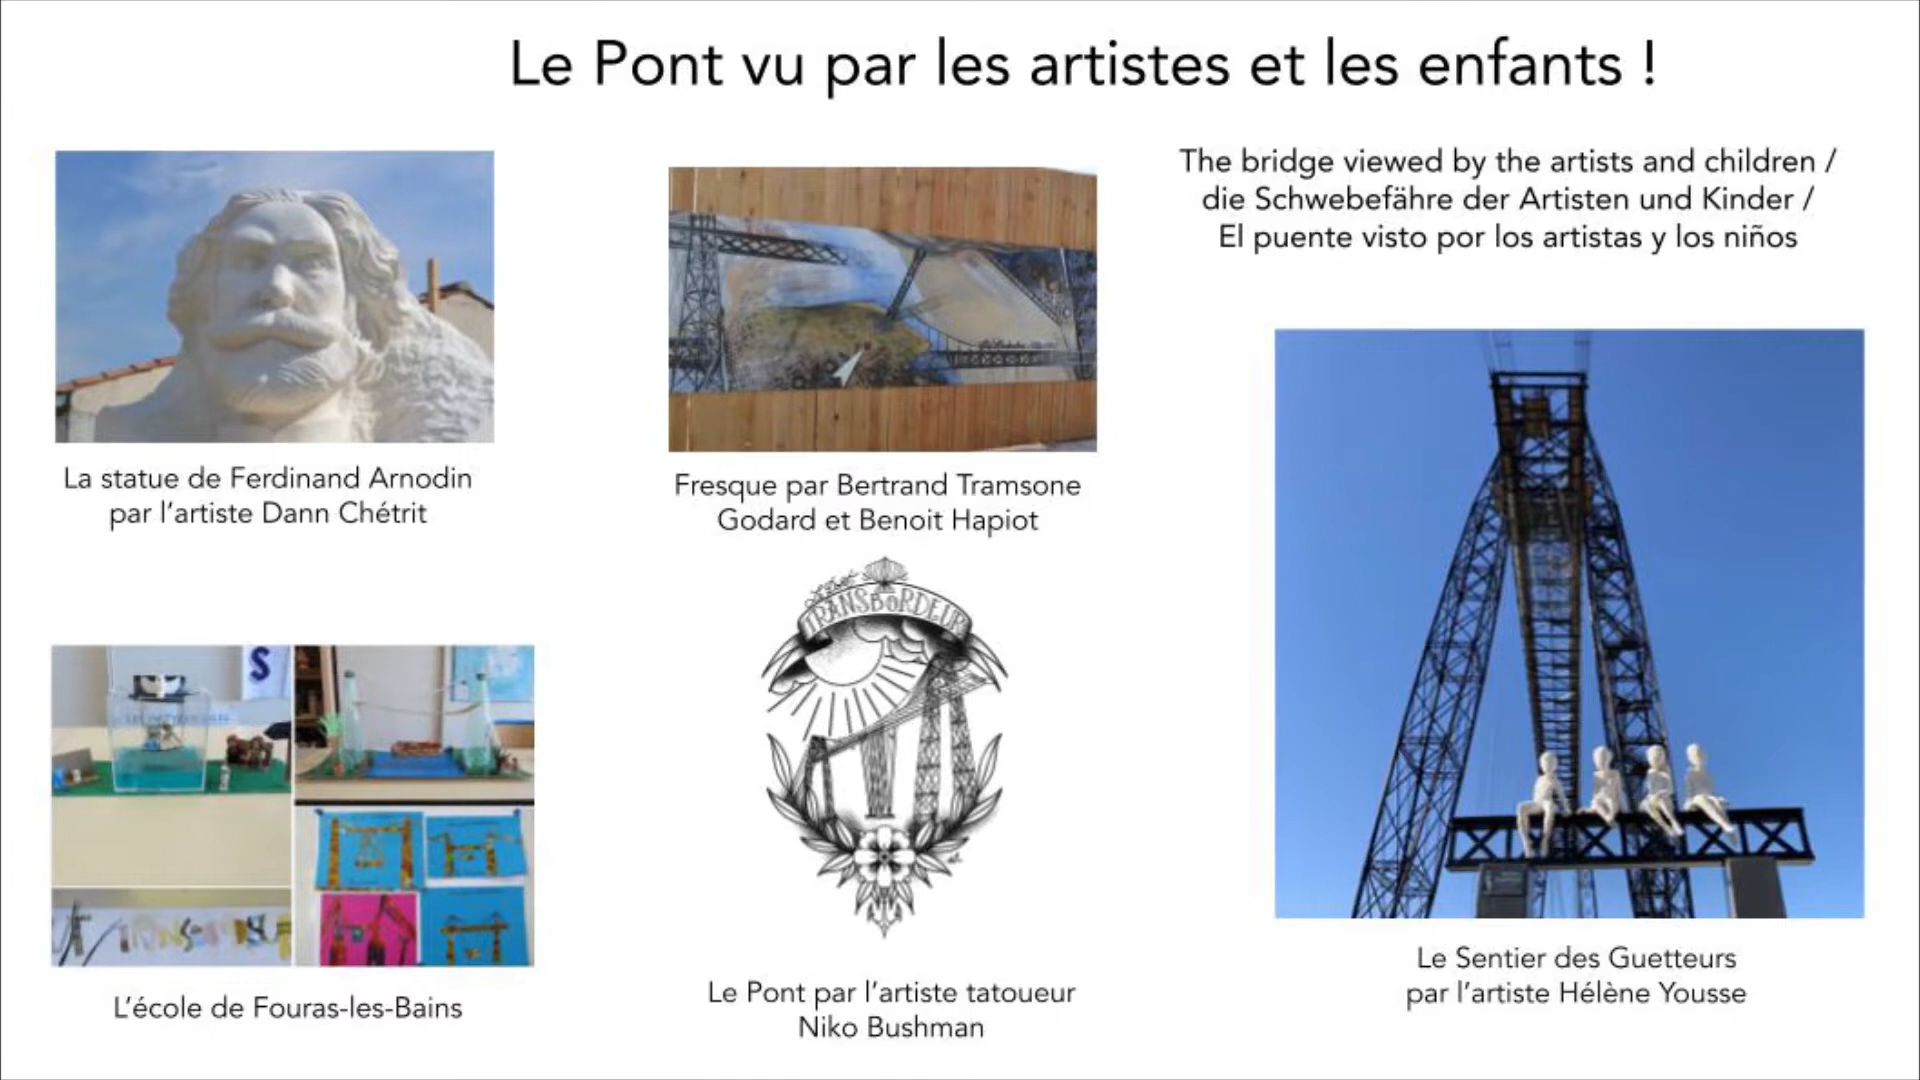 Le Pont vu par les artistes et les enfants !
The bridge viewed by the artists and children /
die Schwebefähre der Artisten und Kinder /
El puente visto por los artistas y los niños
La statue de Ferdinand Arnodin
par l'artiste Dann Chétrit
Fresque par Bertrand Tramsone
Godard et Benoit Hapiot
TRANSBORDEUR
S
L'école de Fouras-les-Bains
Le Pont par l'artiste tatoueur
Niko Bushman
Le Sentier des Guetteurs
par l'artiste Hélène Yousse